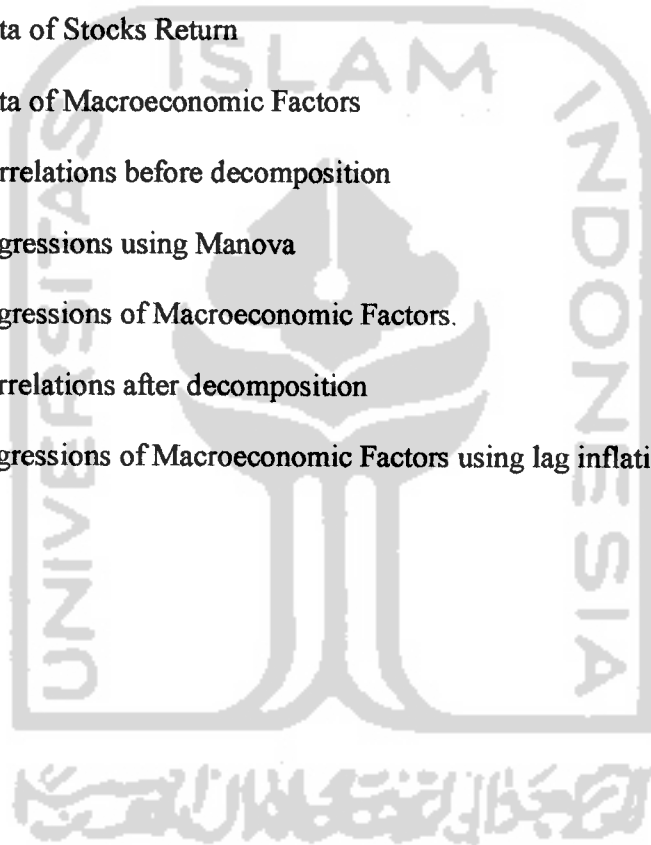 ta of Stocks Return
ta of Macroeconomic Factors
rrelations before decomposition
gressions using Manova
gressions of Macroeconomic Factors.
rrelations after decomposition
gressions of Macroeconomic Factors using lag inflati
UNIVERSITAS
ISLAM
INDONESIA